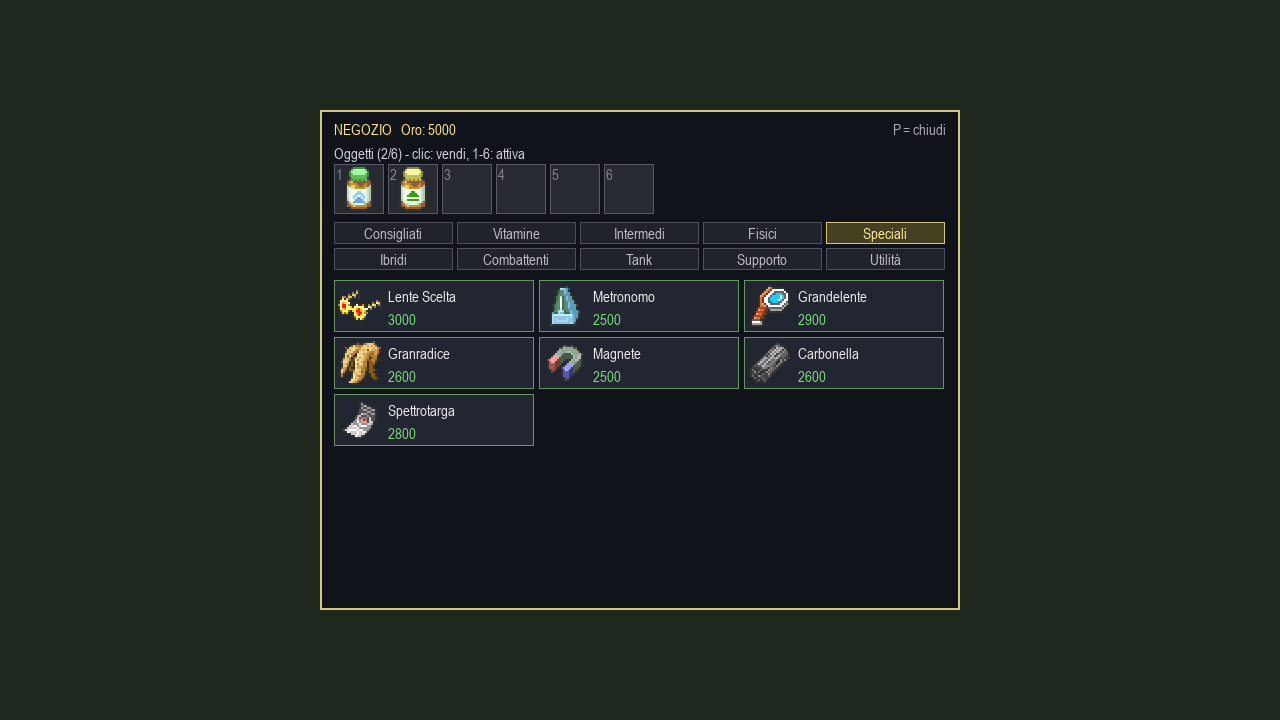 NEGOZIO Oro: 5000
P = chiudi
Oggetti (2/6) - clic: vendi, 1-6: attiva
1 2 3 4 5 6
Consigliati Vitamine Intermedi Fisici Speciali
Ibridi Combattenti Tank Supporto Utilità
Lente Scelta
3000
Metronomo
2500
Grandelente
2900
Granradice
2600
Magnete
2500
Carbonella
2600
Spettrotarga
2800